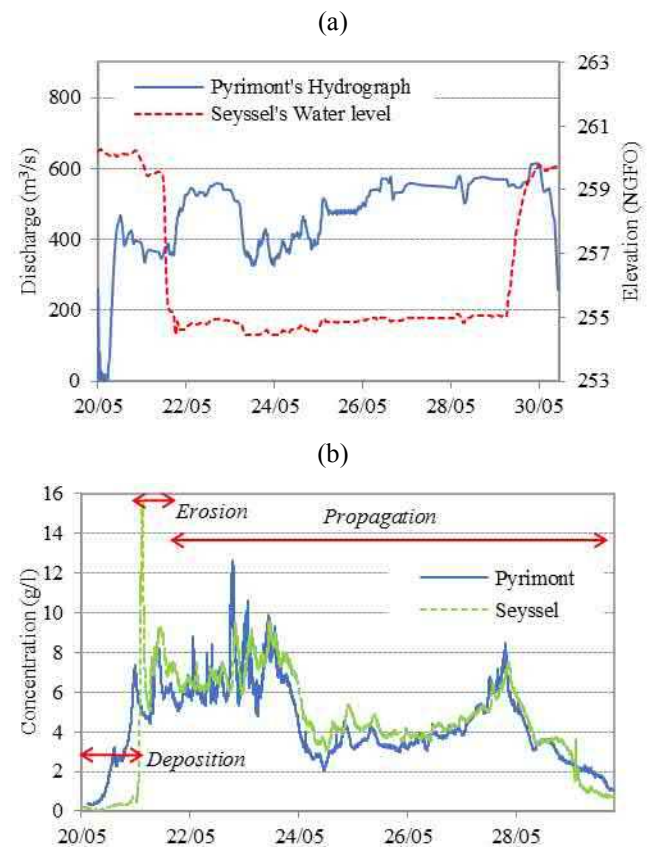 (a)
Pyrimont's Hydrograph
Seyssel's Water level
Discharge (m³/s)
800
600
400
200
0
263
261
259
257
255
253
Elevation (NGFO)
20/05 22/05 24/05 26/05 28/05 30/05
(b)
Concentration (g/l)
16
14
12
10
8
6
4
2
0
Erosion
Propagation
Pyrimont
Seyssel
Deposition
20/05 22/05 24/05 26/05 28/05